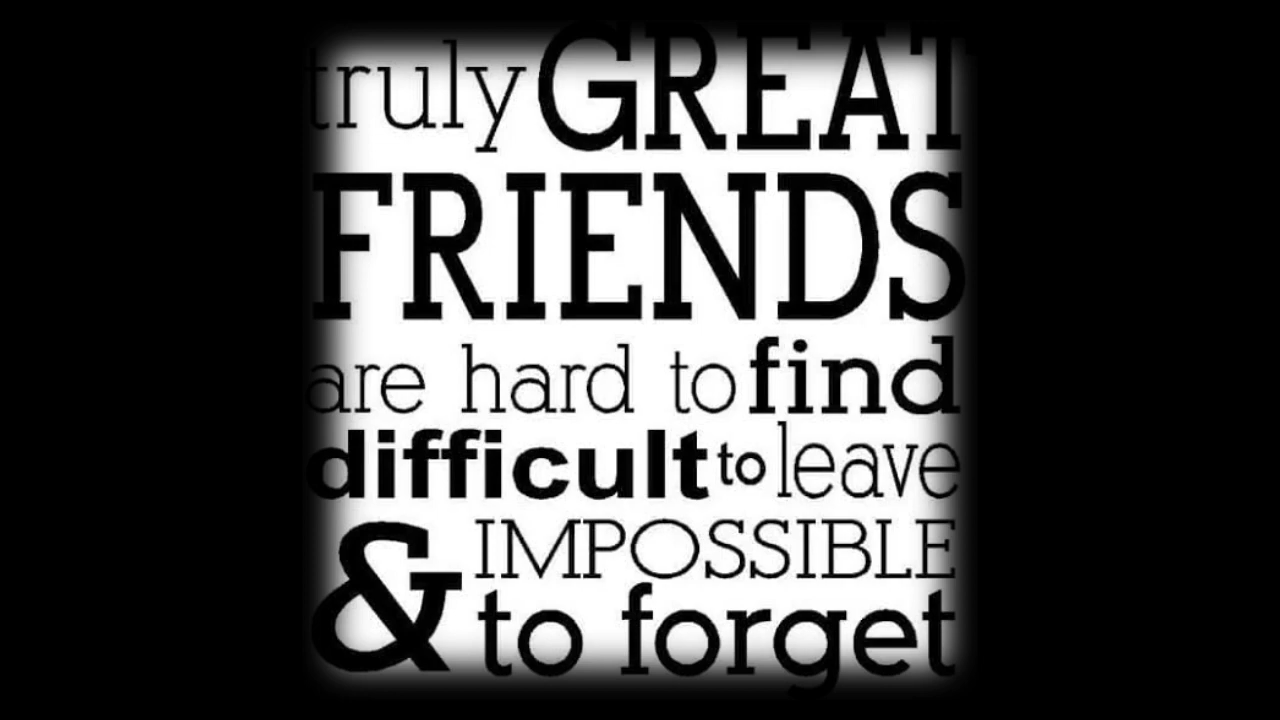 truly GREAT
FRIENDS
are hard to find
difficult to leave
& IMPOSSIBLE
to forget